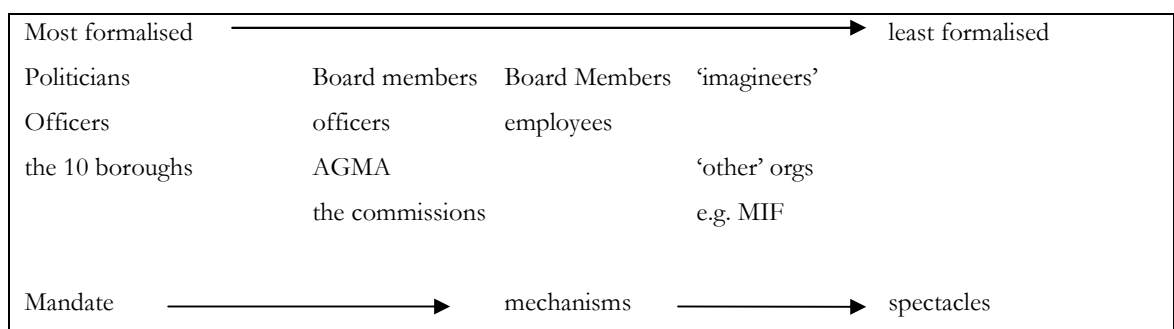 Most formalised least formalised
Politicians Board members Board Members ‘imagineers’
Officers officers employees
the 10 boroughs AGMA ‘other’ orgs
the commissions e.g. MIF
Mandate mechanisms spectacles